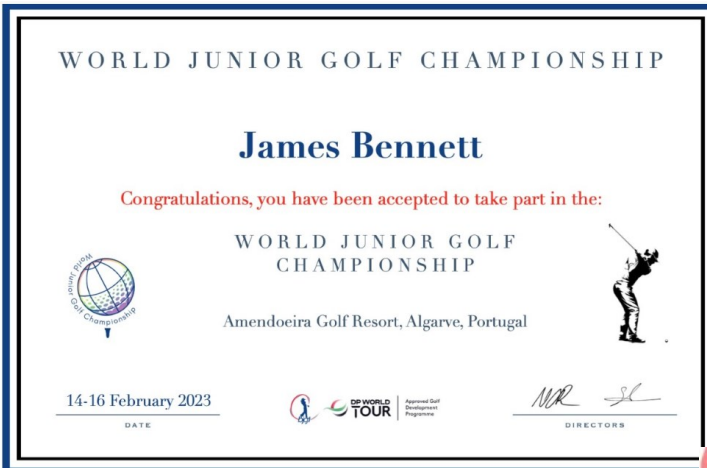 WORLD JUNIOR GOLF CHAMPIONSHIP
James Bennett
Congratulations, you have been accepted to take part in the:
WORLD JUNIOR GOLF
CHAMPIONSHIP
World Junior Golf Championship
Amendoeira Golf Resort, Algarve, Portugal
14-16 February 2023
DATE
DP WORLD
TOUR
Approved Golf
Development
Programme
DIRECTORS